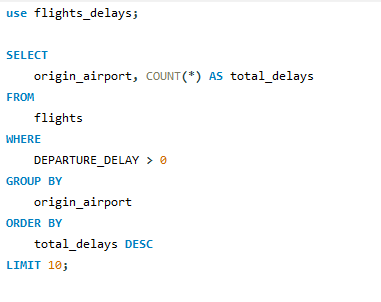 use flights_delays;
SELECT
origin_airport, COUNT(*) AS total_delays
FROM
flights
WHERE
DEPARTURE_DELAY > 0
GROUP BY
origin_airport
ORDER BY
total_delays DESC
LIMIT 10;